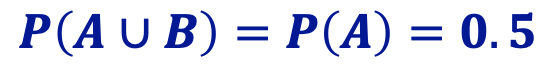 P(A ∪ B) = P(A) = 0.5